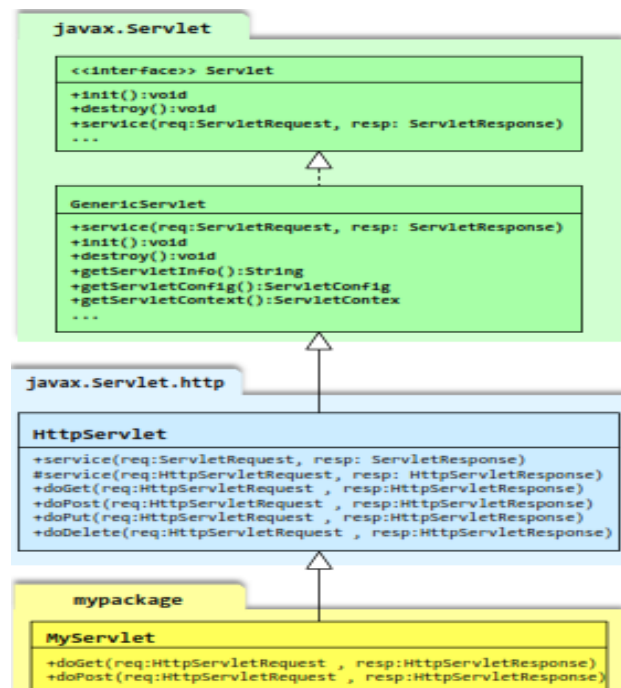 javax.Servlet
<<interface>> Servlet
+init():void
+destroy():void
+service(req:ServletRequest, resp: ServletResponse)
...
GenericServlet
+service(req:ServletRequest, resp: ServletResponse)
+init():void
+destroy():void
+getServletInfo():String
+getServletConfig():ServletConfig
+getServletContext():ServletContex
...
javax.Servlet.http
HttpServlet
+service(req:ServletRequest, resp: ServletResponse)
#service(req:HttpServletRequest, resp: HttpServletResponse)
+doGet(req:HttpServletRequest , resp:HttpServletResponse)
+doPost(req:HttpServletRequest , resp:HttpServletResponse)
+doPut(req:HttpServletRequest , resp:HttpServletResponse)
+doDelete(req:HttpServletRequest , resp:HttpServletResponse)
mypackage
MyServlet
+doGet(req:HttpServletRequest , resp:HttpServletResponse)
+doPost(req:HttpServletRequest , resp:HttpServletResponse)